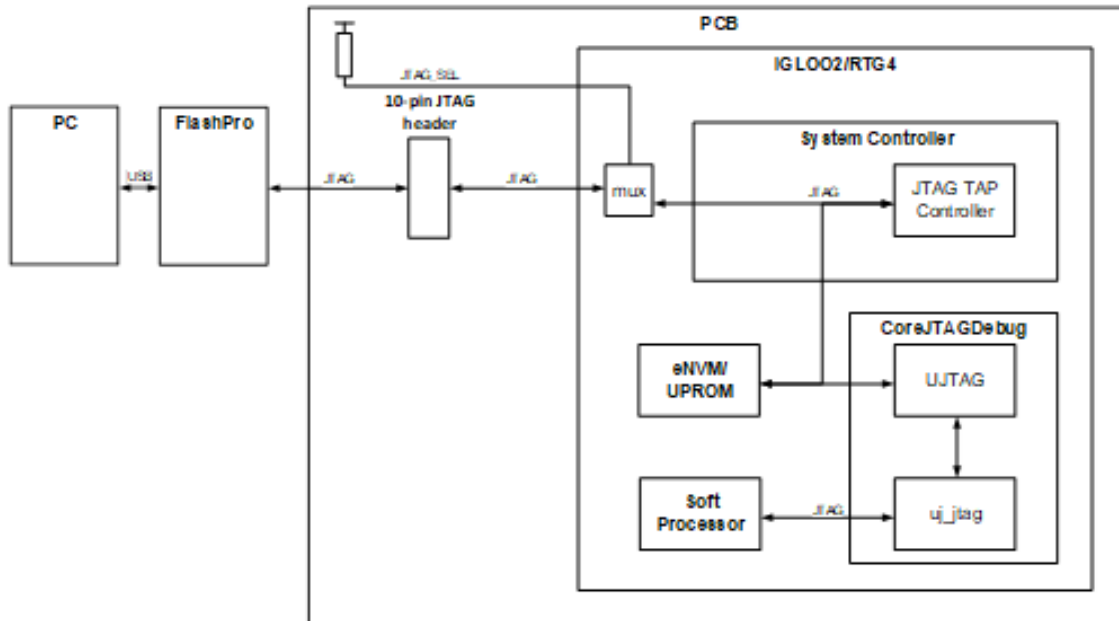 PCB
IGLOO2/RTG4
JTAG_SEL
10-pin JTAG
header
PC
FlashPro
System Controller
USB
JTAG
JTAG
mux
JTAG
JTAG TAP
Controller
CoreJTAGDebug
eNVM/
UPROM
UJTAG
Soft
Processor
JTAG
uj_jtag